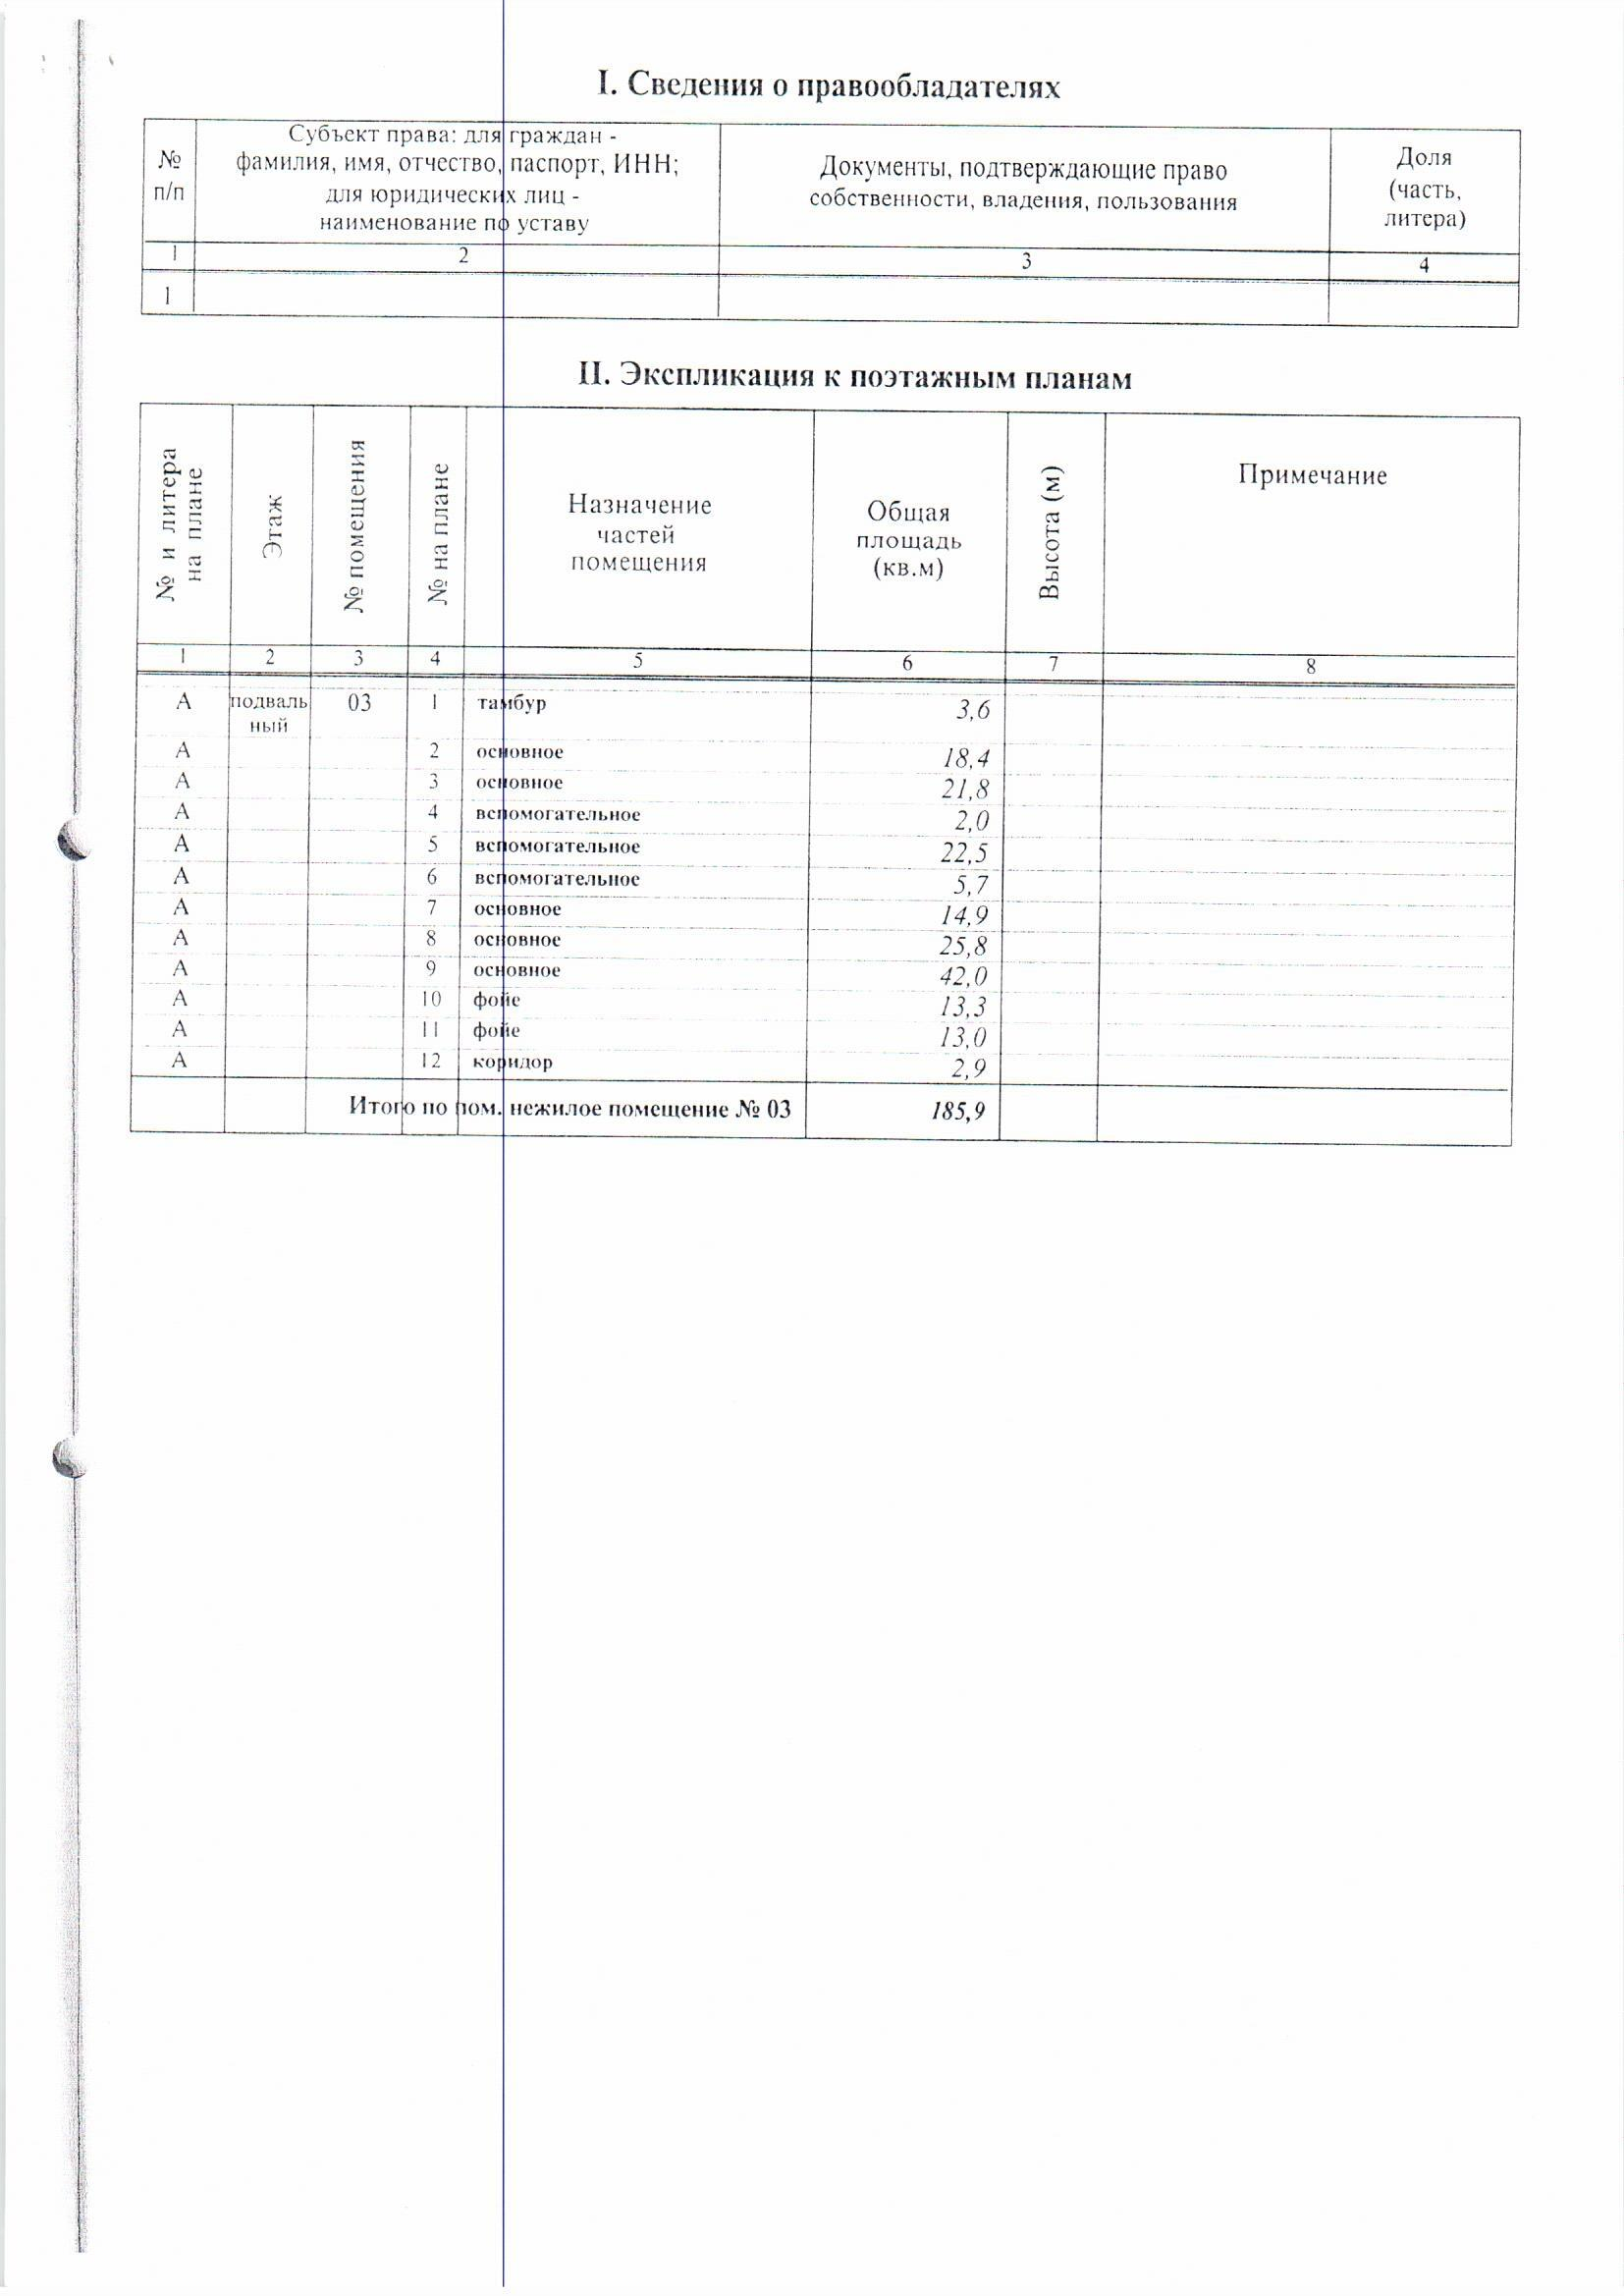 I. Сведения о правообладателях
№ п/п
Субъект права: для граждан -
фамилия, имя, отчество, паспорт, ИНН;
для юридических лиц -
наименование по уставу
Документы, подтверждающие право
собственности, владения, пользования
Доля
(часть,
литера)
1 2 3 4
1
II. Экспликация к поэтажным планам
№ и литера
на плане
Этаж
№ помещения
№ на плане
Назначение
частей
помещения
Общая
площадь
(кв.м)
Высота (м)
Примечание
1 2 3 4 5 6 7 8
А подваль 03 1 тамбур 3,6
ный
А 2 основное 18,4
А 3 основное 21,8
А 4 вспомогательное 2,0
А 5 вспомогательное 22,5
А 6 вспомогательное 5,7
А 7 основное 14,9
А 8 основное 25,8
А 9 основное 42,0
А 10 фойе 13,3
А 11 фойе 13,0
А 12 коридор 2,9
Итого по пом. нежилое помещение № 03 185,9